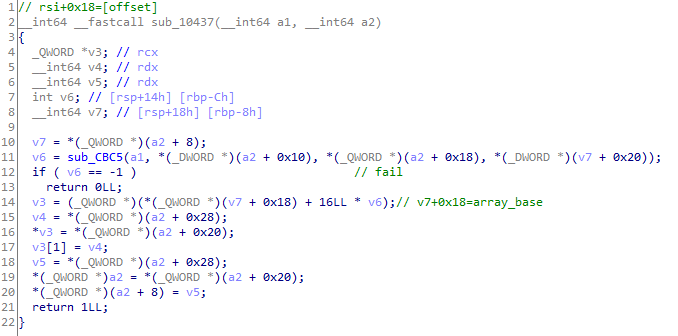 1 // rsi+0x18=[offset]
2 __int64 __fastcall sub_10437(__int64 a1, __int64 a2)
3 {
4 _QWORD *v3; // rcx
5 __int64 v4; // rdx
6 __int64 v5; // rdx
7 int v6; // [rsp+14h] [rbp-Ch]
8 __int64 v7; // [rsp+18h] [rbp-8h]
9
10 v7 = *(_QWORD *)(a2 + 8);
11 v6 = sub_CBC5(a1, *(_DWORD *)(a2 + 0x10), *(_QWORD *)(a2 + 0x18), *(_DWORD *)(v7 + 0x20));
12 if ( v6 == -1 ) // fail
13 return 0LL;
14 v3 = (_QWORD *)(*(_QWORD *)(v7 + 0x18) + 16LL * v6);// v7+0x18=array_base
15 v4 = *(_QWORD *)(a2 + 0x28);
16 *v3 = *(_QWORD *)(a2 + 0x20);
17 v3[1] = v4;
18 v5 = *(_QWORD *)(a2 + 0x28);
19 *(_QWORD *)a2 = *(_QWORD *)(a2 + 0x20);
20 *(_QWORD *)(a2 + 8) = v5;
21 return 1LL;
22 }